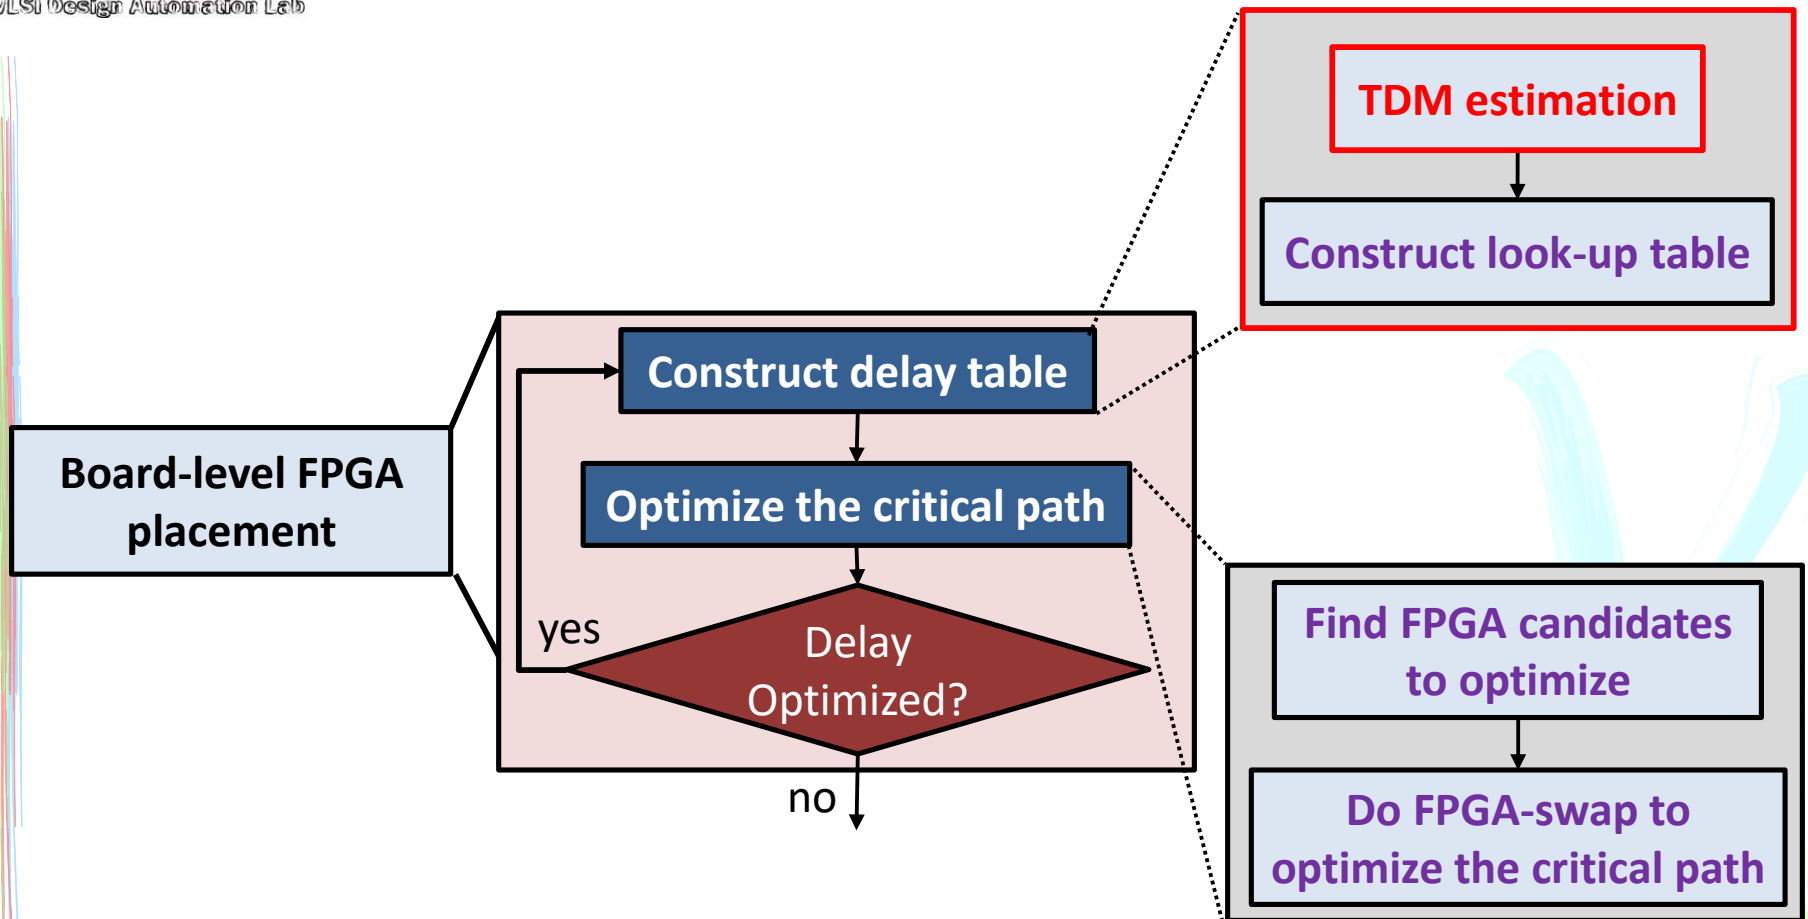 VLSI Design Automation Lab
TDM estimation
Construct look-up table
Construct delay table
Board-level FPGA
placement
Optimize the critical path
yes
Delay
Optimized?
no
Find FPGA candidates
to optimize
Do FPGA-swap to
optimize the critical path